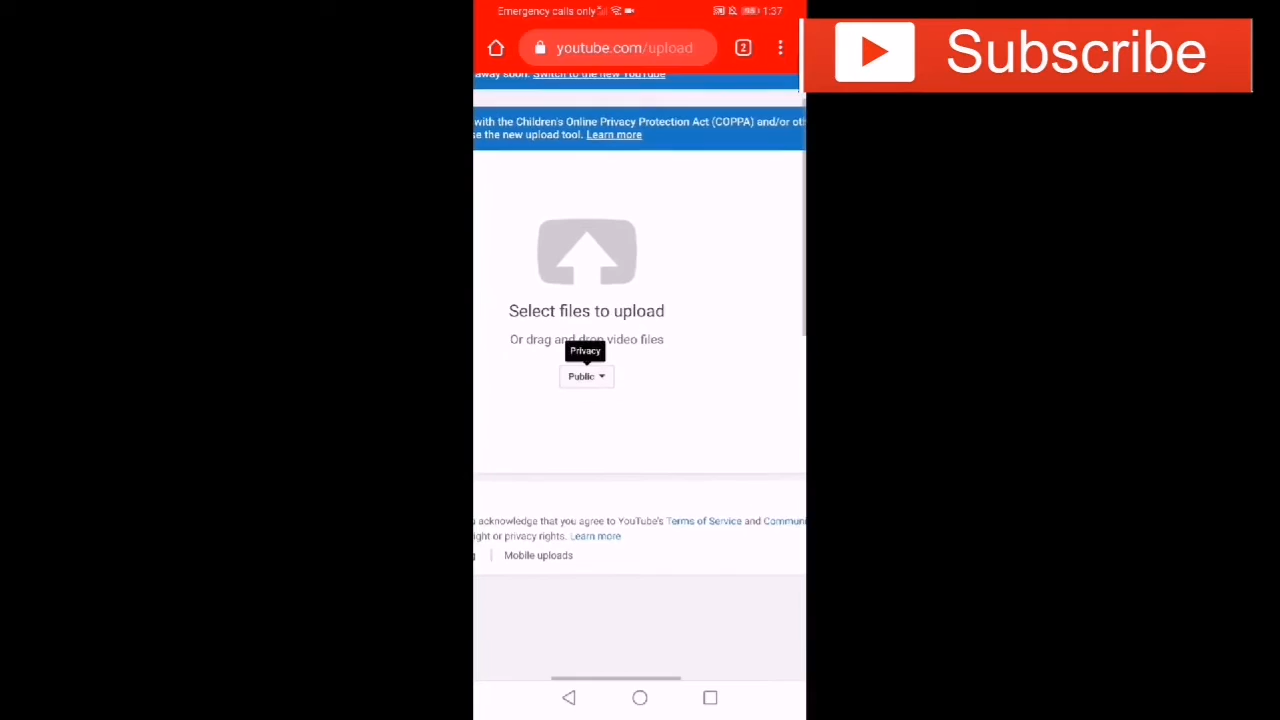 Emergency calls only
1:37
youtube.com/upload
2
Subscribe
away soon. Switch to the new YouTube
with the Children's Online Privacy Protection Act (COPPA) and/or oth
se the new upload tool. Learn more
Select files to upload
Or drag and drop video files
Privacy
Public
acknowledge that you agree to YouTube's Terms of Service and Commun
ght or privacy rights. Learn more
Mobile uploads